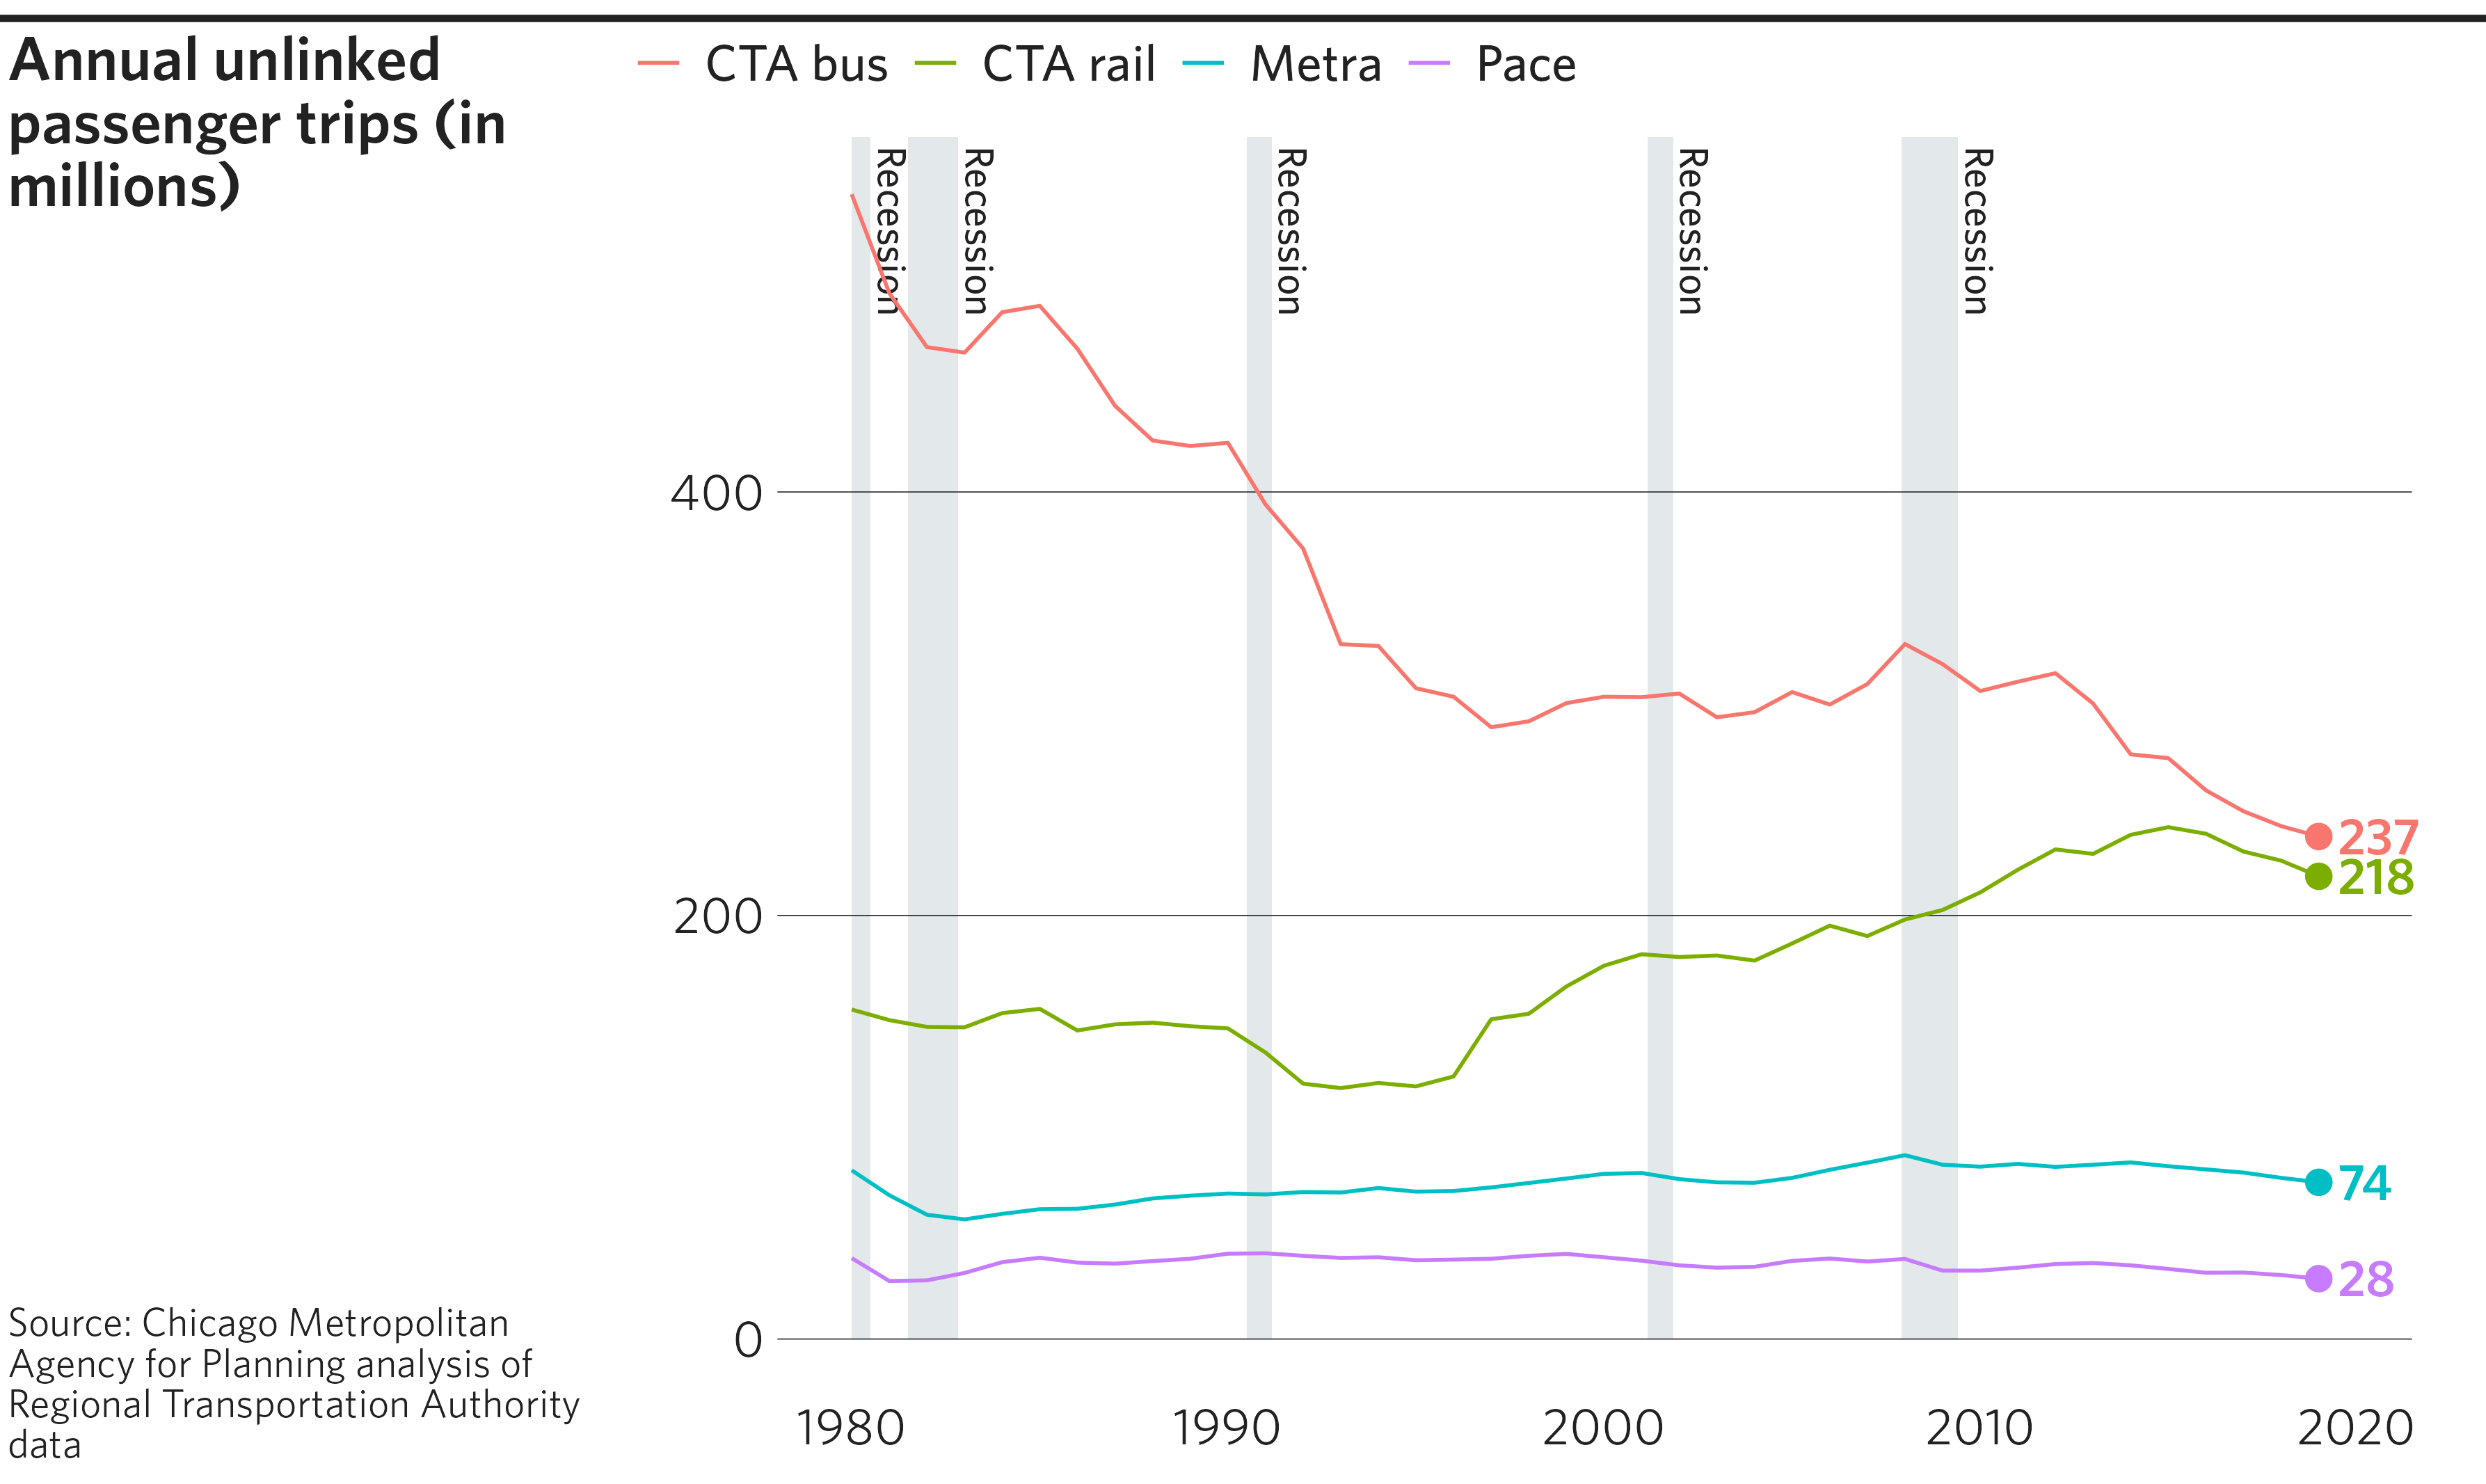 Annual unlinked
passenger trips (in
millions)
CTA bus
CTA rail
Metra
Pace
Recession
Recession
Recession
Recession
Recession
400
200
0
237
218
74
28
1980
1990
2000
2010
2020
Source: Chicago Metropolitan
Agency for Planning analysis of
Regional Transportation Authority
data